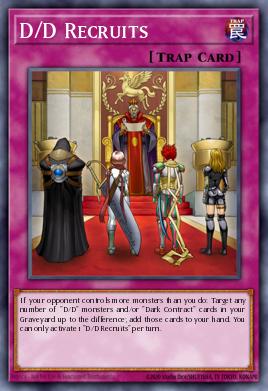 D/D Recruits
TRAP
罠
[Trap Card]
If your opponent controls more monsters than you do: Target any
number of "D/D" monsters and/or "Dark Contract" cards in your
Graveyard up to the difference; add those cards to your hand. You
can only activate 1 "D/D Recruits" per turn.